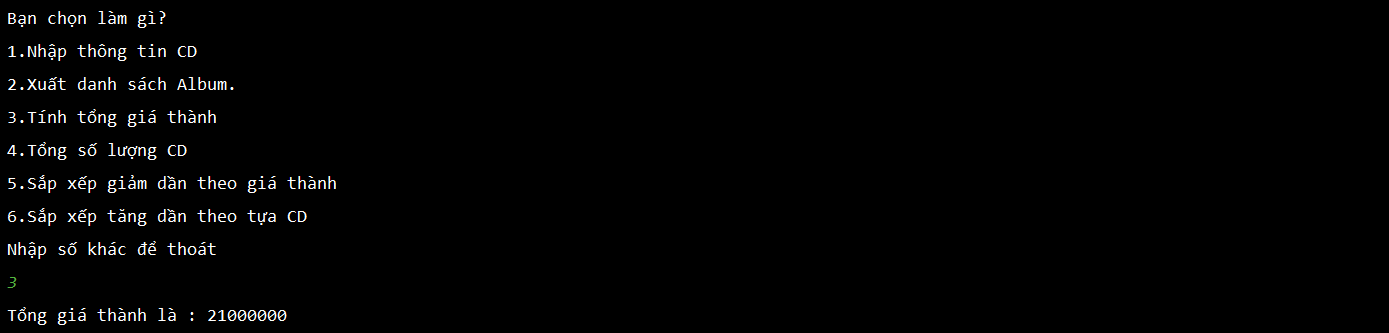 Bạn chọn làm gì?
1.Nhập thông tin CD
2.Xuất danh sách Album.
3.Tính tổng giá thành
4.Tổng số lượng CD
5.Sắp xếp giảm dần theo giá thành
6.Sắp xếp tăng dần theo tựa CD
Nhập số khác để thoát
3
Tổng giá thành là : 21000000